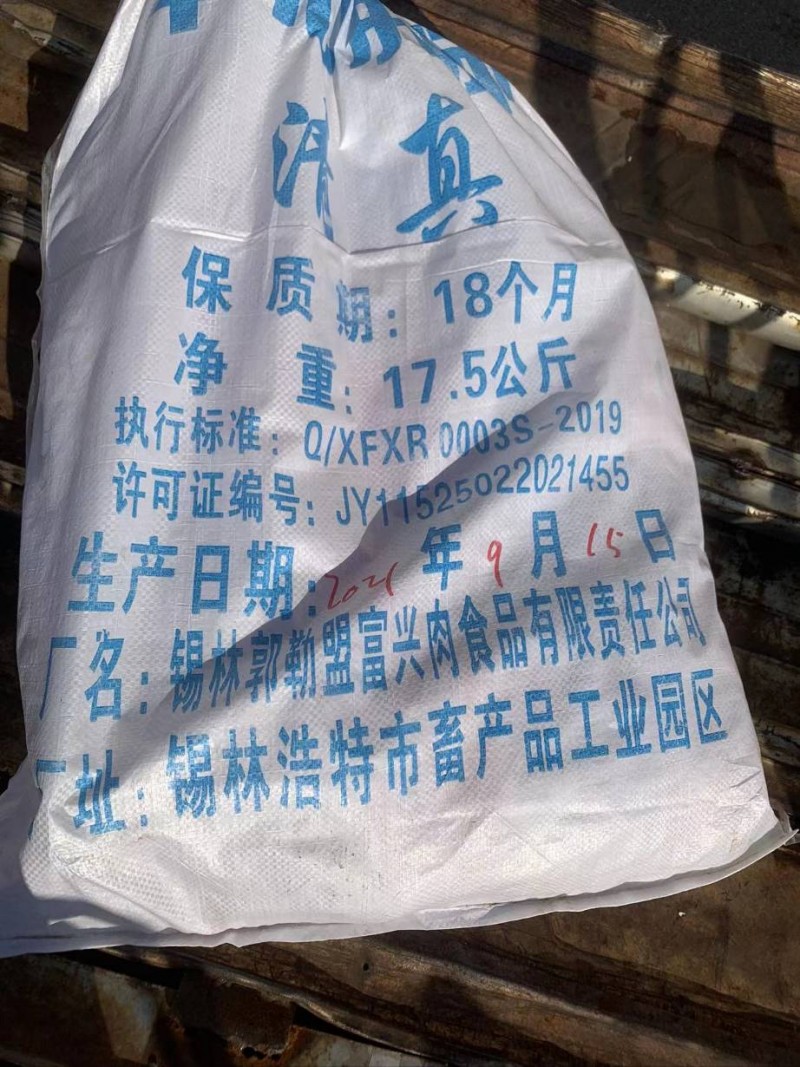 清真
保质期：18个月
净 重：17.5公斤
执行标准：Q/XFXR 0003S-2019
许可证编号：JY11525022021455
生产日期：2021年9月15日
厂名：锡林郭勒盟富兴肉食品有限责任公司
厂址：锡林浩特市畜产品工业园区